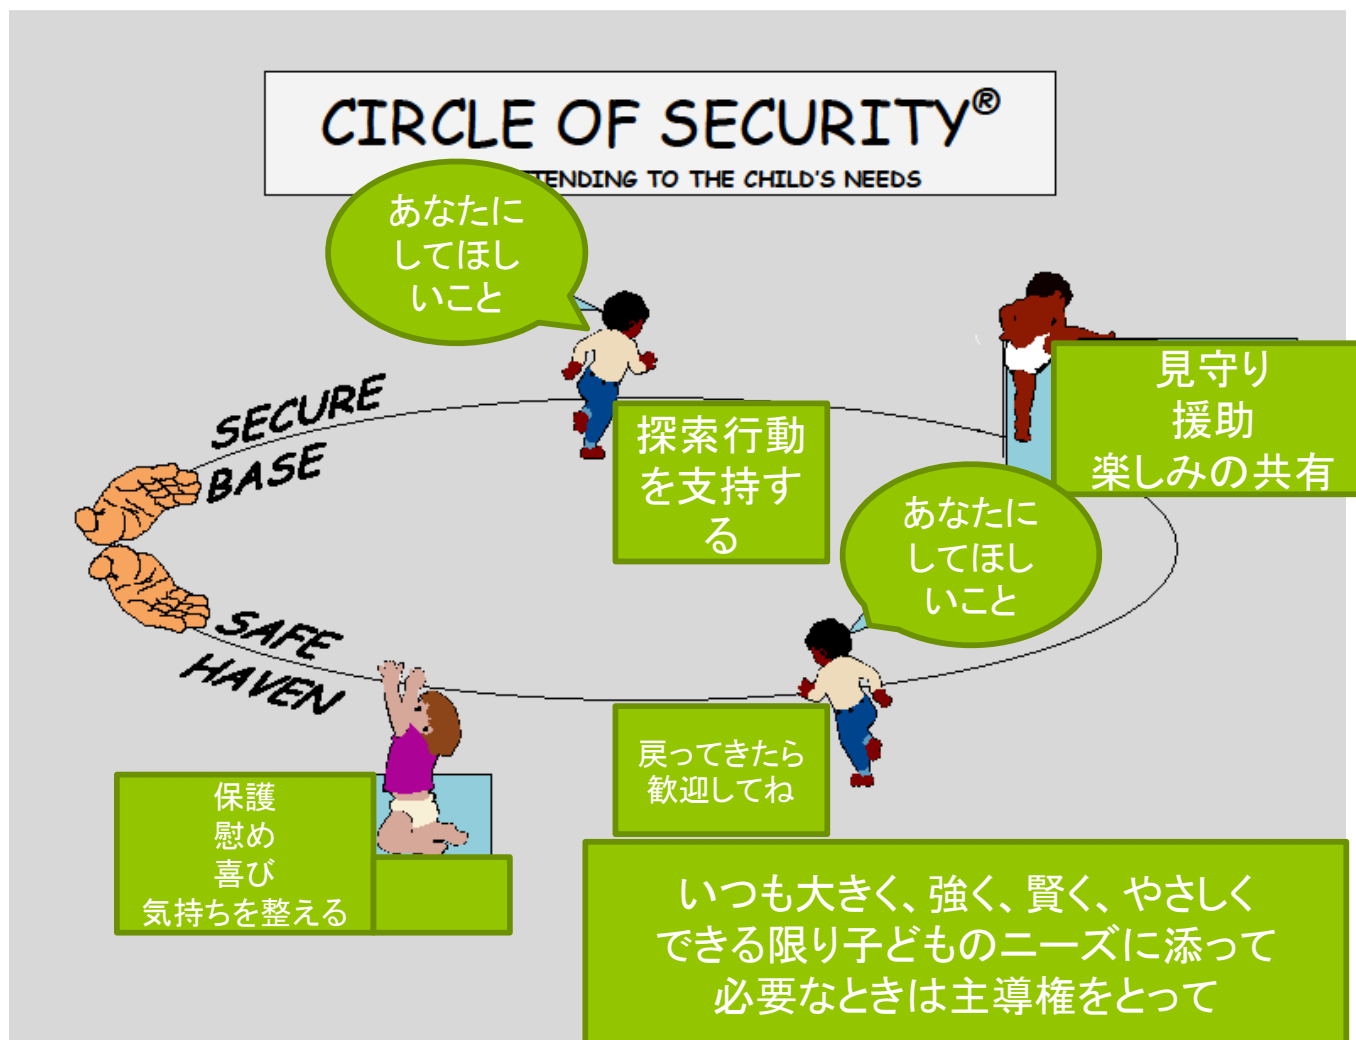 CIRCLE OF SECURITY®
TENDING TO THE CHILD'S NEEDS
あなたに
してほし
いこと
SECURE
BASE
探索行動
を支持す
る
見守り
援助
楽しみの共有
あなたに
してほし
いこと
SAFE
HAVEN
戻ってきたら
歓迎してね
保護
慰め
喜び
気持ちを整える
いつも大きく、強く、賢く、やさしく
できる限り子どものニーズに添って
必要なときは主導権をとって